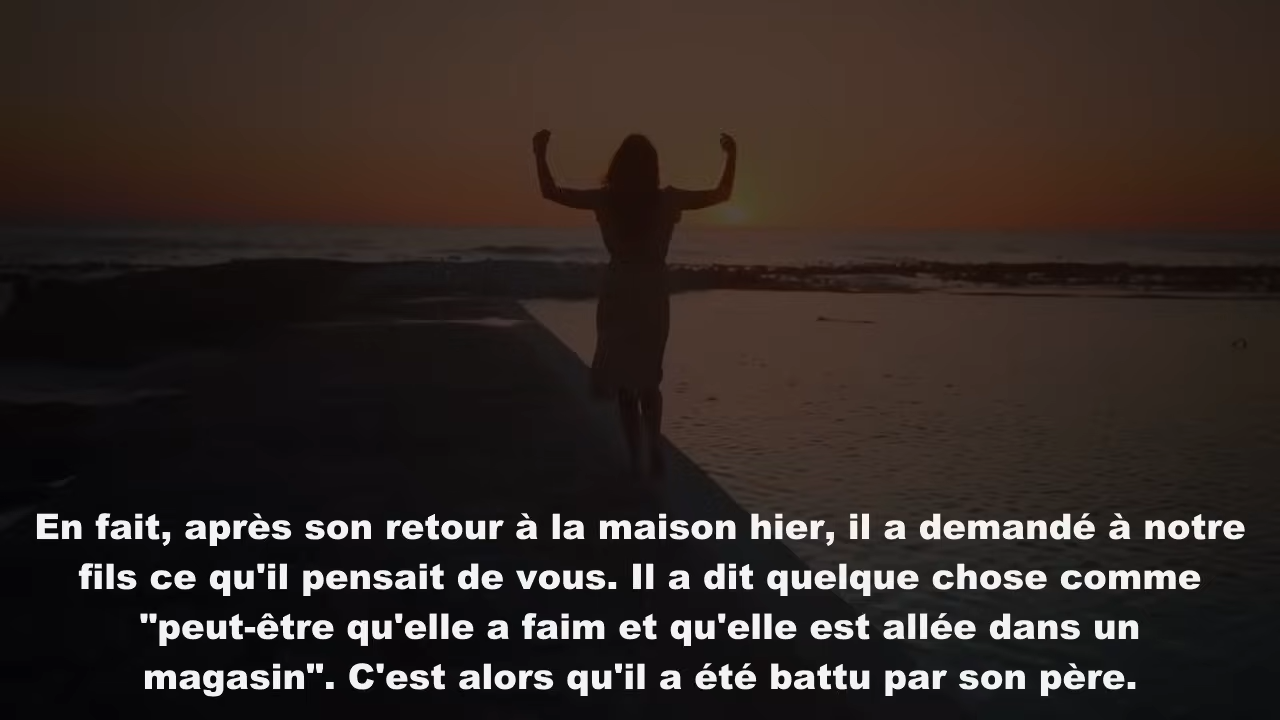 En fait, après son retour à la maison hier, il a demandé à notre
fils ce qu'il pensait de vous. Il a dit quelque chose comme
"peut-être qu'elle a faim et qu'elle est allée dans un
magasin". C'est alors qu'il a été battu par son père.